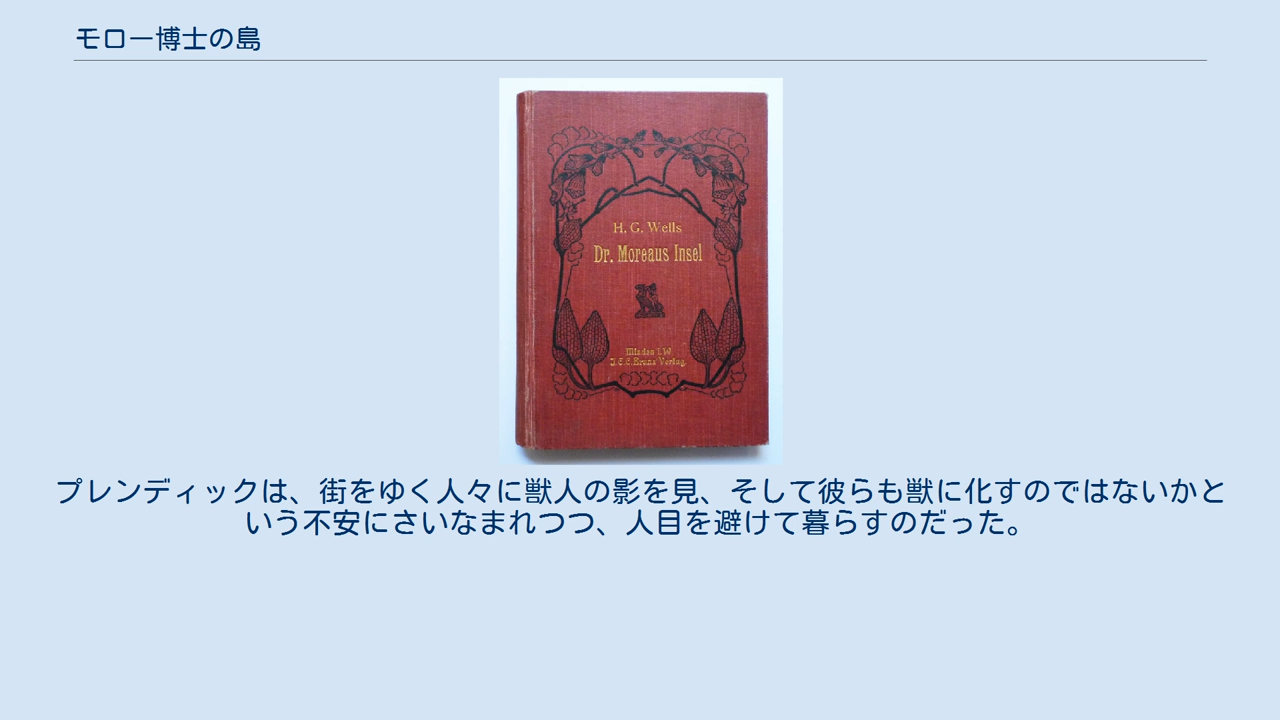 モロー博士の島
H. G. Wells
Dr. Moreaus Insel
Minden i. W.
J.C.C. Bruns Verlag.
プレンディックは、街をゆく人々に獣人の影を見、そして彼らも獣に化すのではないかと
いう不安にさいなまれつつ、人目を避けて暮らすのだった。